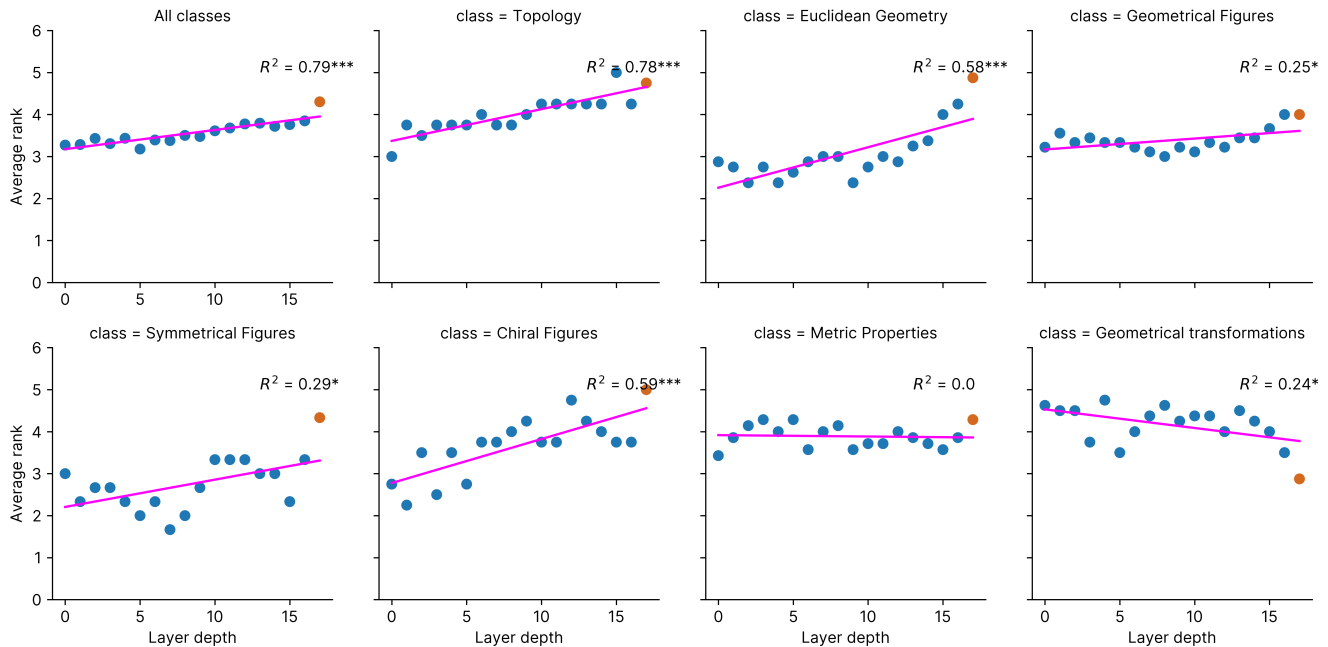 All classes
class = Topology
class = Euclidean Geometry
class = Geometrical Figures
R² = 0.79***
R² = 0.78***
R² = 0.58***
R² = 0.25*
Average rank
6
5
4
3
2
1
0
0 5 10 15
class = Symmetrical Figures
class = Chiral Figures
class = Metric Properties
class = Geometrical transformations
R² = 0.29*
R² = 0.59***
R² = 0.0
R² = 0.24*
Average rank
6
5
4
3
2
1
0
0 5 10 15
0 5 10 15
0 5 10 15
0 5 10 15
Layer depth
Layer depth
Layer depth
Layer depth